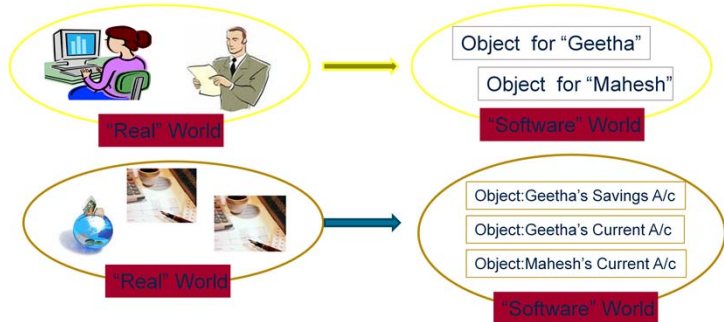 Object for “Geetha”
Object for “Mahesh”
“Real” World
“Software” World
Object:Geetha’s Savings A/c
Object:Geetha’s Current A/c
Object:Mahesh’s Current A/c
“Real” World
“Software” World